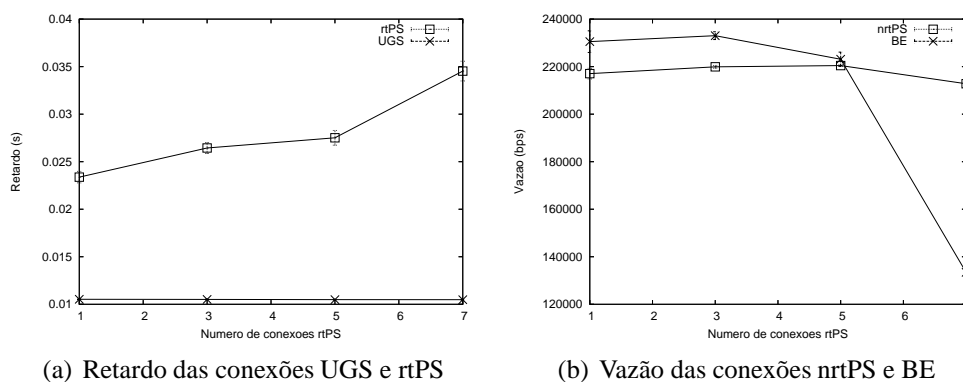 0.04
0.035
0.03
0.025
0.02
0.015
0.01
Retardo (s)
1
2
3
4
5
6
7
Numero de conexoes rtPS
rtPS
UGS
(a) Retardo das conexões UGS e rtPS
240000
220000
200000
180000
160000
140000
120000
Vazao (bps)
1
2
3
4
5
6
Numero de conexoes rtPS
nrtPS
BE
(b) Vazão das conexões nrtPS e BE